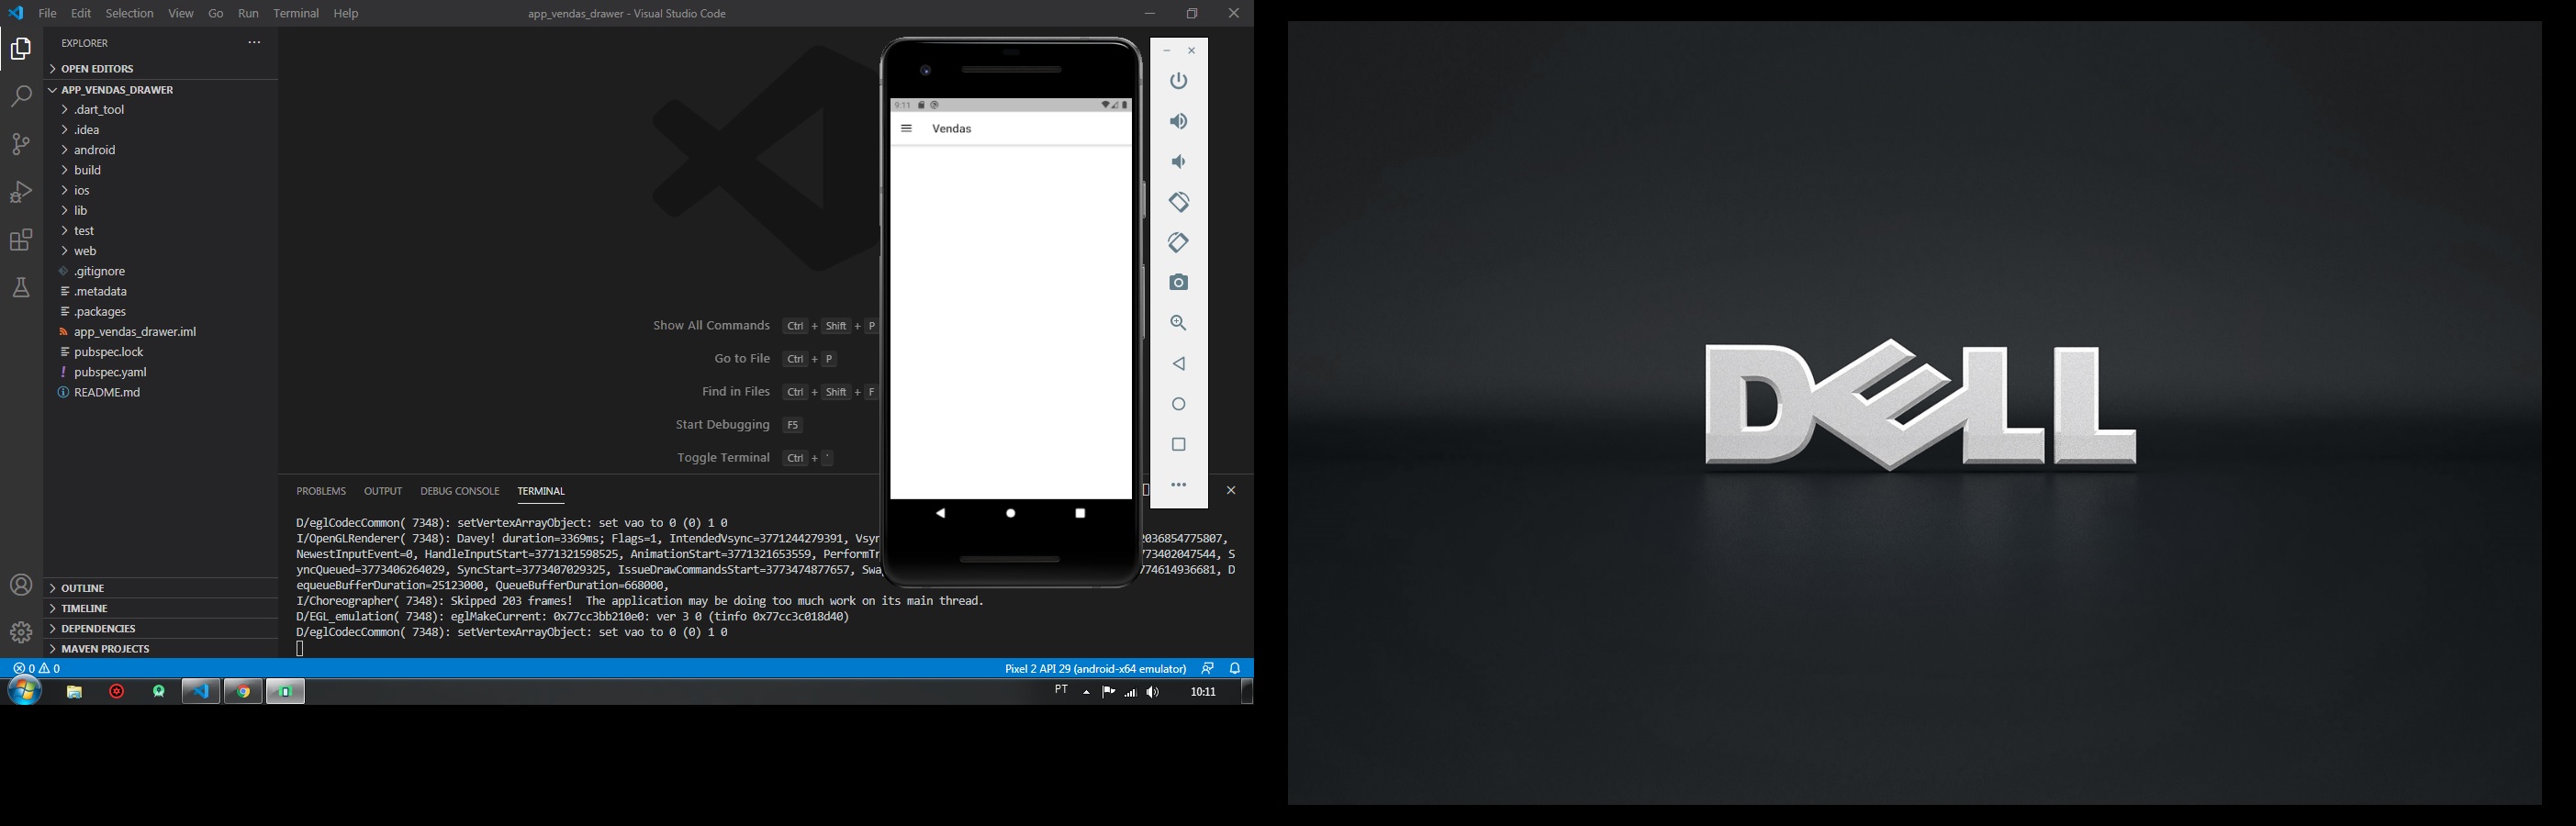 File Edit Selection View Go Run Terminal Help
app_vendas_drawer - Visual Studio Code
EXPLORER
OPEN EDITORS
APP_VENDAS_DRAWER
.dart_tool
.idea
android
build
ios
lib
test
web
.gitignore
.metadata
.packages
app_vendas_drawer.iml
pubspec.lock
pubspec.yaml
README.md
OUTLINE
TIMELINE
DEPENDENCIES
MAVEN PROJECTS
Show All Commands Ctrl + Shift + P
Go to File Ctrl + P
Find in Files Ctrl + Shift + F
Start Debugging F5
Toggle Terminal Ctrl + `
9:11
Vendas
PROBLEMS OUTPUT DEBUG CONSOLE TERMINAL
D/eglCodecCommon( 7348): setVertexArrayObject: set vao to 0 (0) 1 0
I/OpenGLRenderer( 7348): Davey! duration=3369ms; Flags=1, IntendedVsync=3771244279391, Vsyn 2036854775807,
NewestInputEvent=0, HandleInputStart=3771321598525, AnimationStart=3771321653559, PerformTr 773402047544, S
yncQueued=3773406264029, SyncStart=3773407029325, IssueDrawCommandsStart=3773474877657, Swa 774614936681, D
equeueBufferDuration=25123000, QueueBufferDuration=668000,
I/Choreographer( 7348): Skipped 203 frames!  The application may be doing too much work on its main thread.
D/EGL_emulation( 7348): eglMakeCurrent: 0x77cc3bb210e0: ver 3 0 (tinfo 0x77cc3c018d40)
D/eglCodecCommon( 7348): setVertexArrayObject: set vao to 0 (0) 1 0
0 0
Pixel 2 API 29 (android-x64 emulator)
PT
10:11
DELL